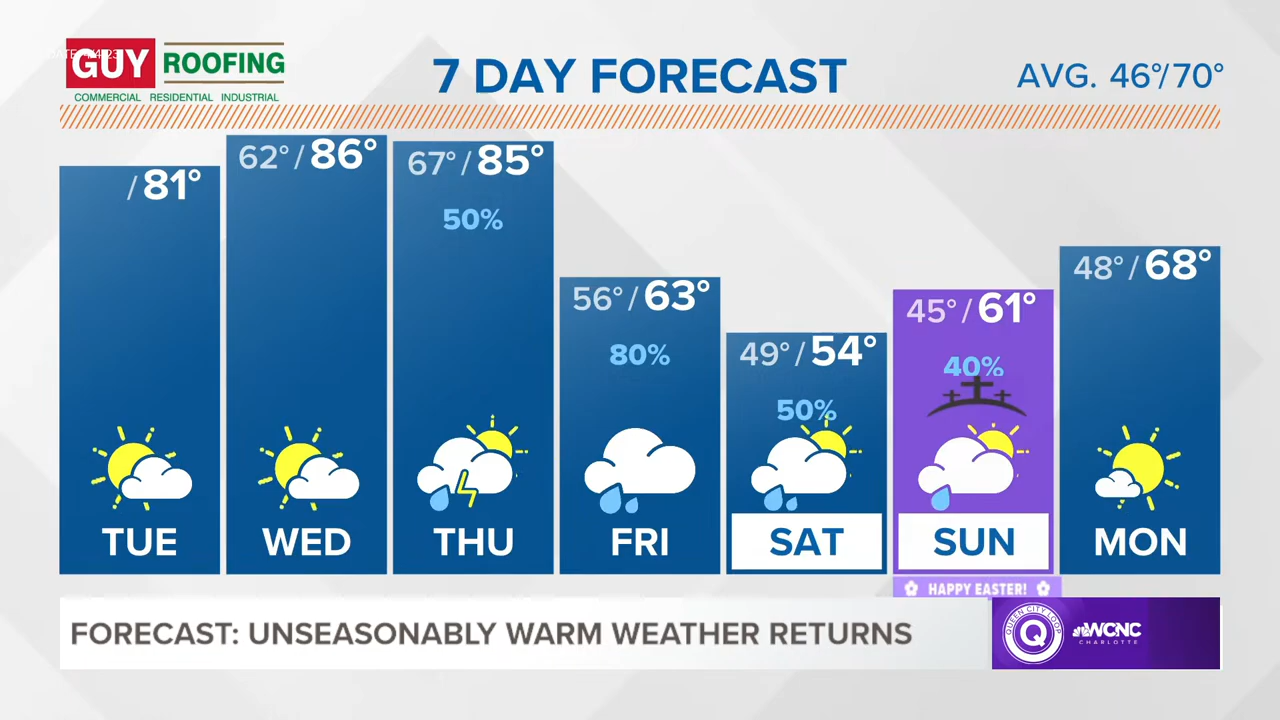 GUY ROOFING
COMMERCIAL RESIDENTIAL INDUSTRIAL
7 DAY FORECAST
AVG. 46°/70°
/81°
62°/86°
67°/85°
50%
56°/63°
80%
49°/54°
50%
45°/61°
40%
48°/68°
TUE
WED
THU
FRI
SAT
SUN
MON
HAPPY EASTER!
FORECAST: UNSEASONABLY WARM WEATHER RETURNS
QUEEN CITY LOOP
Q
WCNC
CHARLOTTE